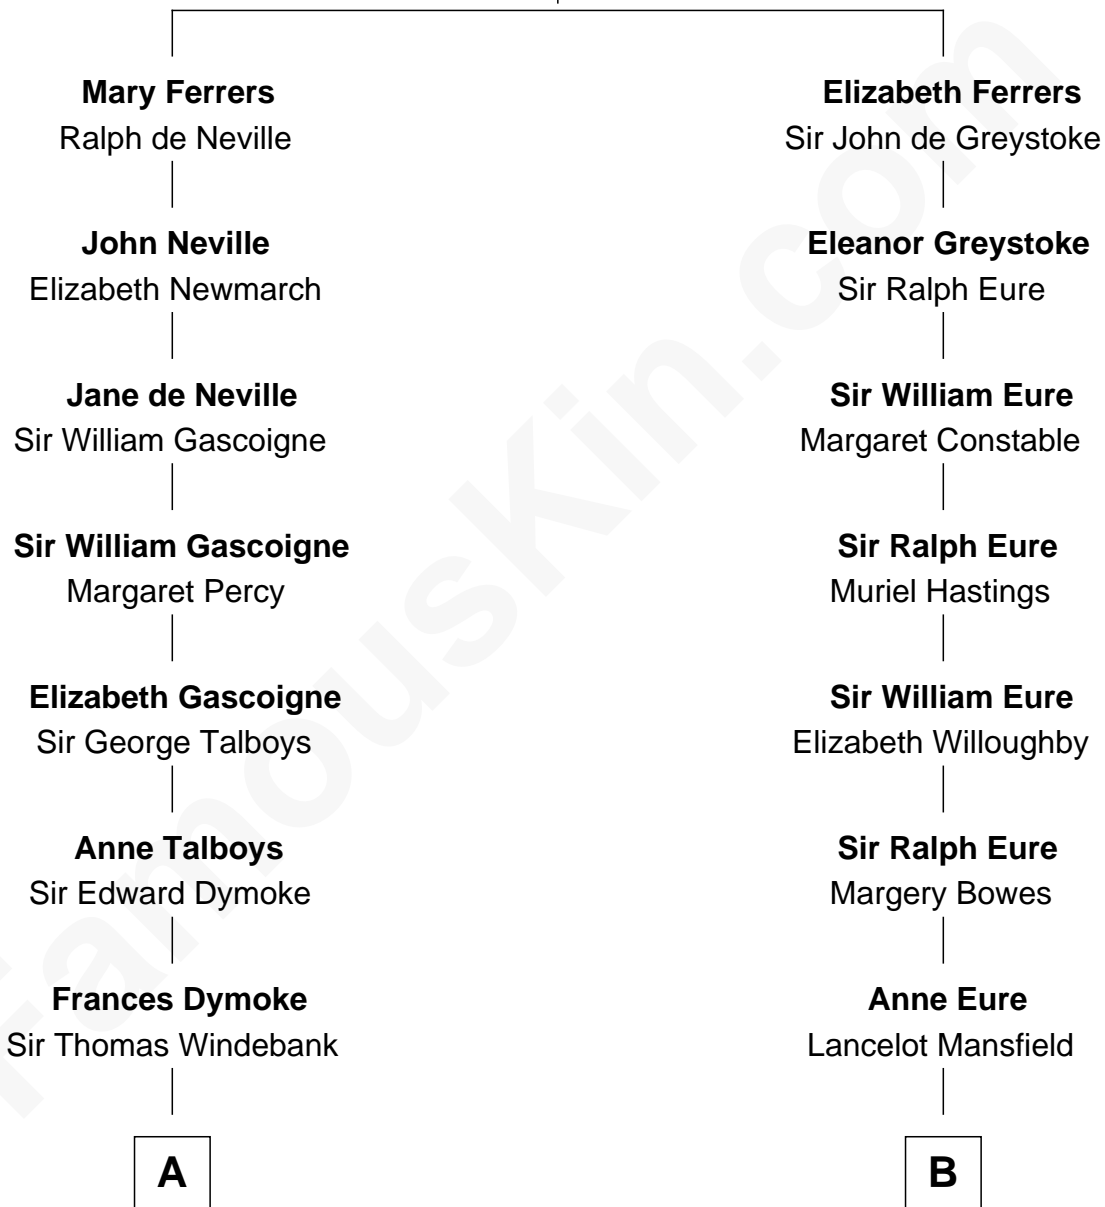 Mary Ferrers
Ralph de Neville
John Neville
Elizabeth Newmarch
Jane de Neville
Sir William Gascoigne
Sir William Gascoigne
Margaret Percy
Elizabeth Gascoigne
Sir George Talboys
Anne Talboys
Sir Edward Dymoke
Frances Dymoke
Sir Thomas Windebank
A
Elizabeth Ferrers
Sir John de Greystoke
Eleanor Greystoke
Sir Ralph Eure
Sir William Eure
Margaret Constable
Sir Ralph Eure
Muriel Hastings
Sir William Eure
Elizabeth Willoughby
Sir Ralph Eure
Margery Bowes
Anne Eure
Lancelot Mansfield
B
FamousKin.com